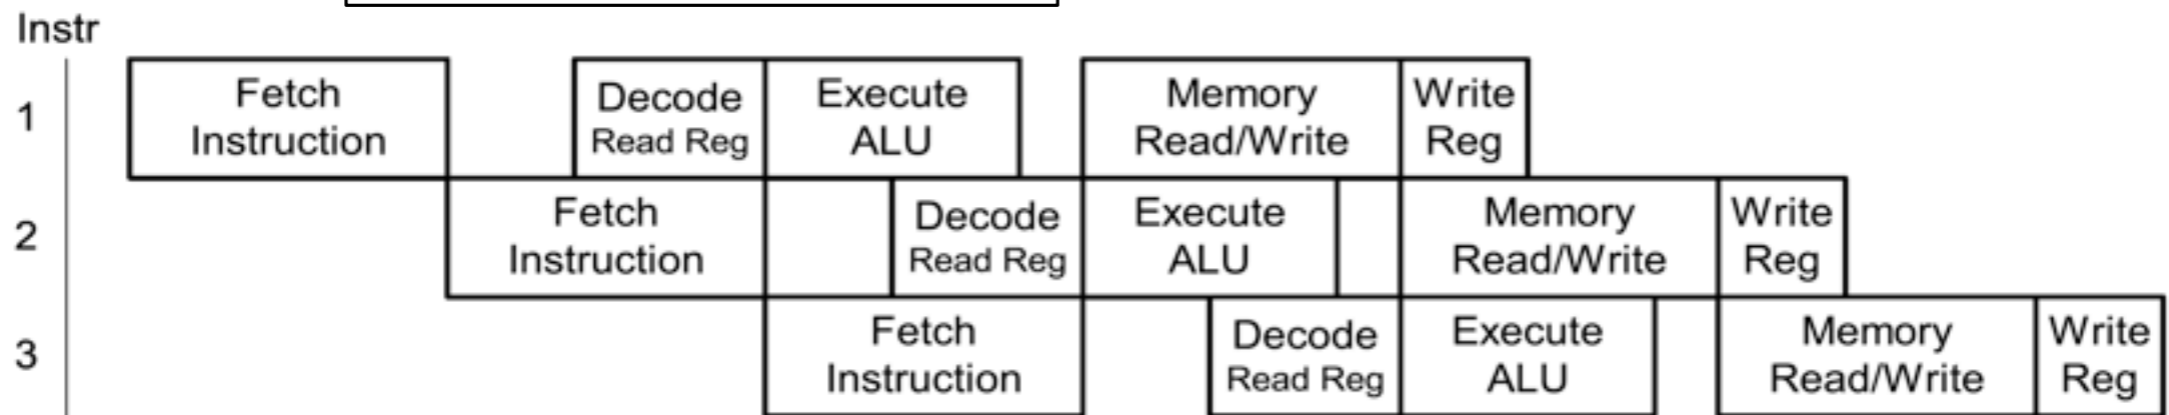 Instr
1
Fetch
Instruction
Decode
Read Reg
Execute
ALU
Memory
Read/Write
Write
Reg
2
Fetch
Instruction
Decode
Read Reg
Execute
ALU
Memory
Read/Write
Write
Reg
3
Fetch
Instruction
Decode
Read Reg
Execute
ALU
Memory
Read/Write
Write
Reg